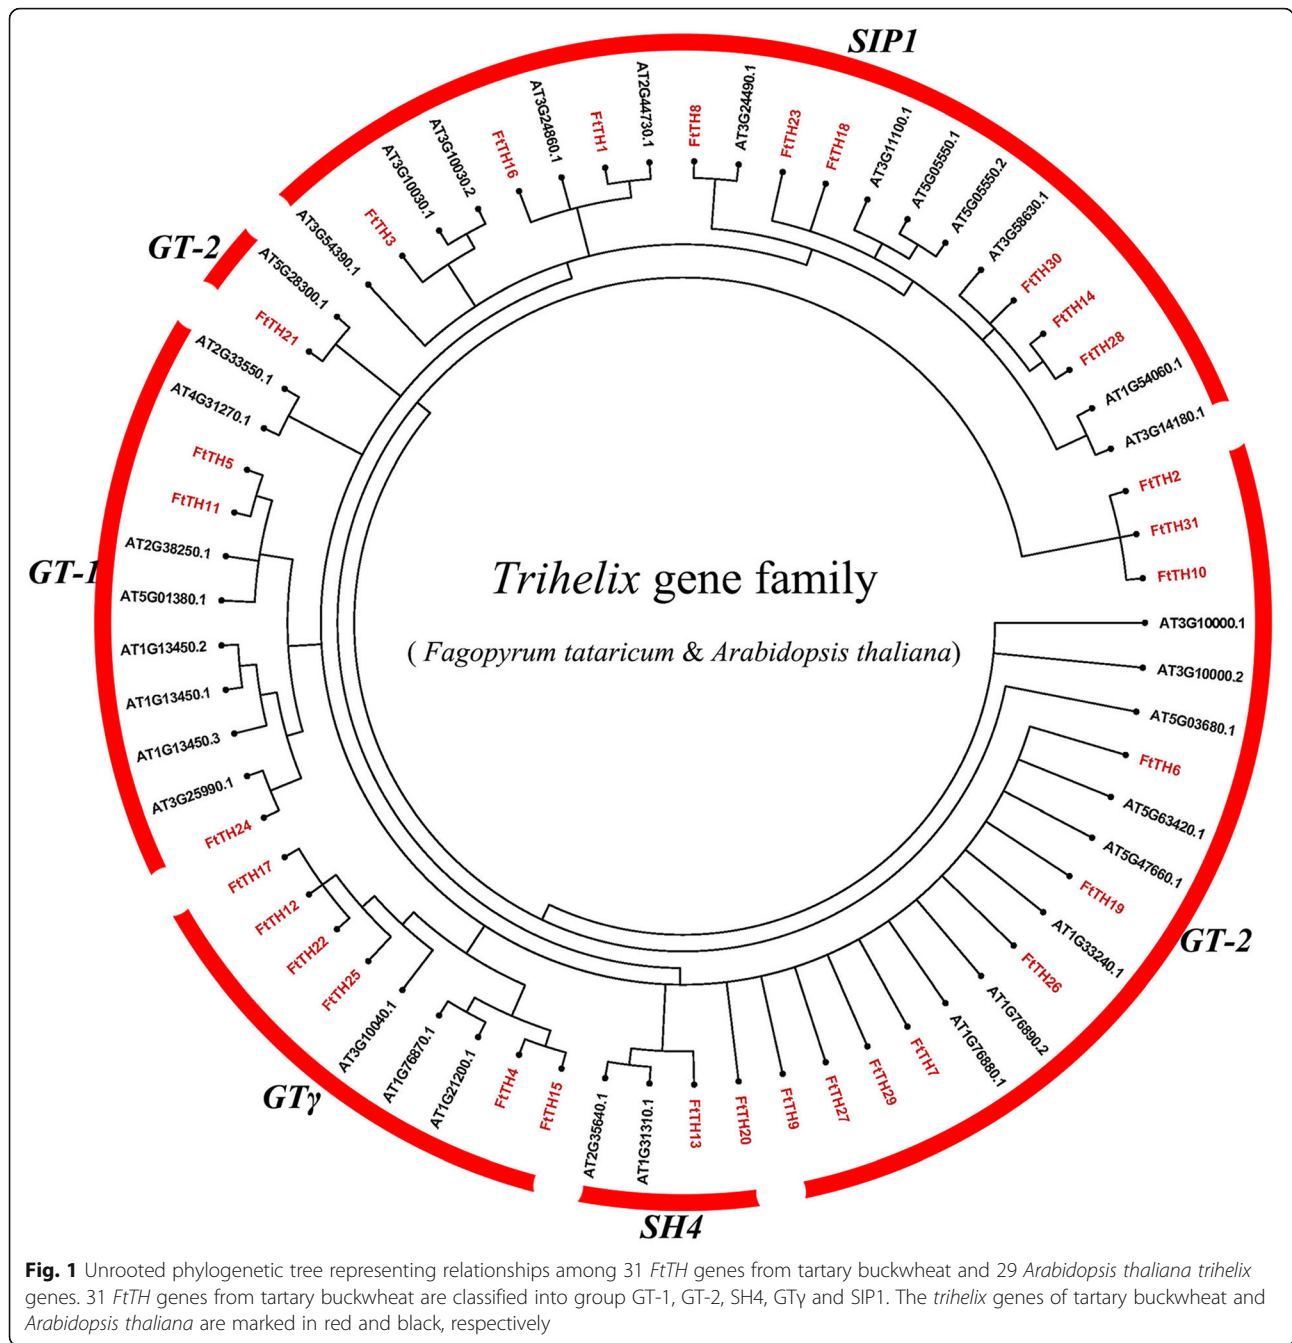 SIP1
GT-2
GT-1
GTγ
SH4
GT-2
AT3G54390.1
FtTH3
AT3G10030.1
AT3G10030.2
FtTH16
AT3G24860.1
FtTH1
AT2G44730.1
FtTH8
AT3G24490.1
FtTH23
FtTH18
AT3G11100.1
AT5G05550.1
AT5G05550.2
AT3G58630.1
FtTH30
FtTH14
FtTH28
AT1G54060.1
AT3G14180.1
FtTH2
FtTH31
FtTH10
AT3G10000.1
AT3G10000.2
AT5G03680.1
FtTH6
AT5G63420.1
AT5G47660.1
FtTH19
AT1G33240.1
FtTH26
AT1G76890.2
AT1G76880.1
FtTH7
FtTH29
FtTH27
FtTH9
FtTH20
FtTH13
AT1G31310.1
AT2G35640.1
FtTH15
FtTH4
AT1G21200.1
AT1G76870.1
AT3G10040.1
FtTH25
FtTH22
FtTH12
FtTH17
FtTH24
AT3G25990.1
AT1G13450.3
AT1G13450.1
AT1G13450.2
AT5G01380.1
AT2G38250.1
FtTH11
FtTH5
AT4G31270.1
AT2G33550.1
FtTH21
AT5G28300.1
Trihelix gene family
( Fagopyrum tataricum & Arabidopsis thaliana)
Fig. 1 Unrooted phylogenetic tree representing relationships among 31 FtTH genes from tartary buckwheat and 29 Arabidopsis thaliana trihelix
genes. 31 FtTH genes from tartary buckwheat are classified into group GT-1, GT-2, SH4, GTγ and SIP1. The trihelix genes of tartary buckwheat and
Arabidopsis thaliana are marked in red and black, respectively